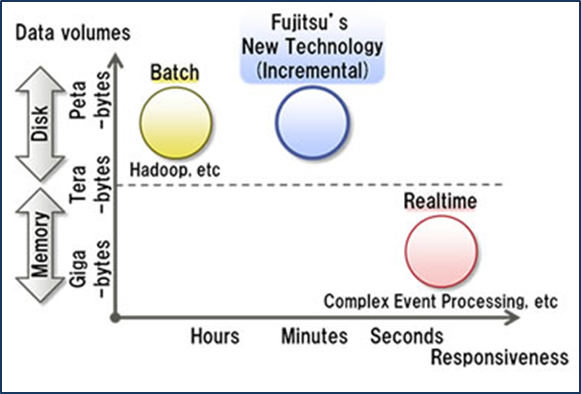 Data volumes
Fujitsu's
New Technology
(Incremental)
Batch
Hadoop, etc
Disk
Peta
-bytes
Tera
-bytes
Memory
Giga
-bytes
Realtime
Complex Event Processing, etc
Hours
Minutes
Seconds
Responsiveness